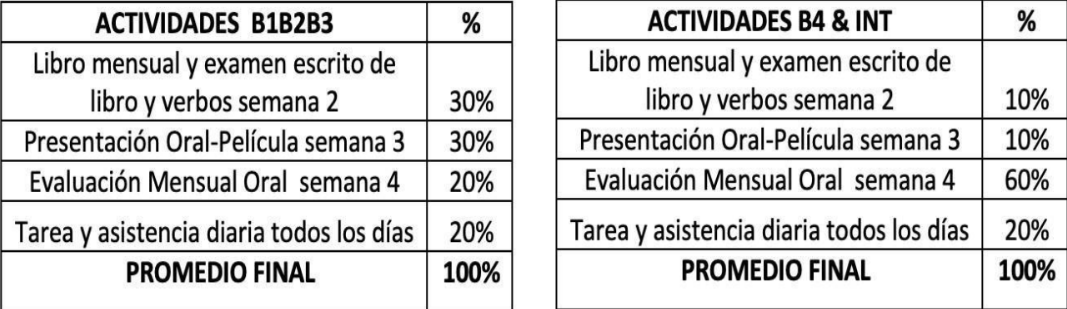 ACTIVIDADES B1B2B3 %
Libro mensual y examen escrito de
libro y verbos semana 2 30%
Presentación Oral-Película semana 3 30%
Evaluación Mensual Oral semana 4 20%
Tarea y asistencia diaria todos los días 20%
PROMEDIO FINAL 100%
ACTIVIDADES B4 & INT %
Libro mensual y examen escrito de
libro y verbos semana 2 10%
Presentación Oral-Película semana 3 10%
Evaluación Mensual Oral semana 4 60%
Tarea y asistencia diaria todos los días 20%
PROMEDIO FINAL 100%